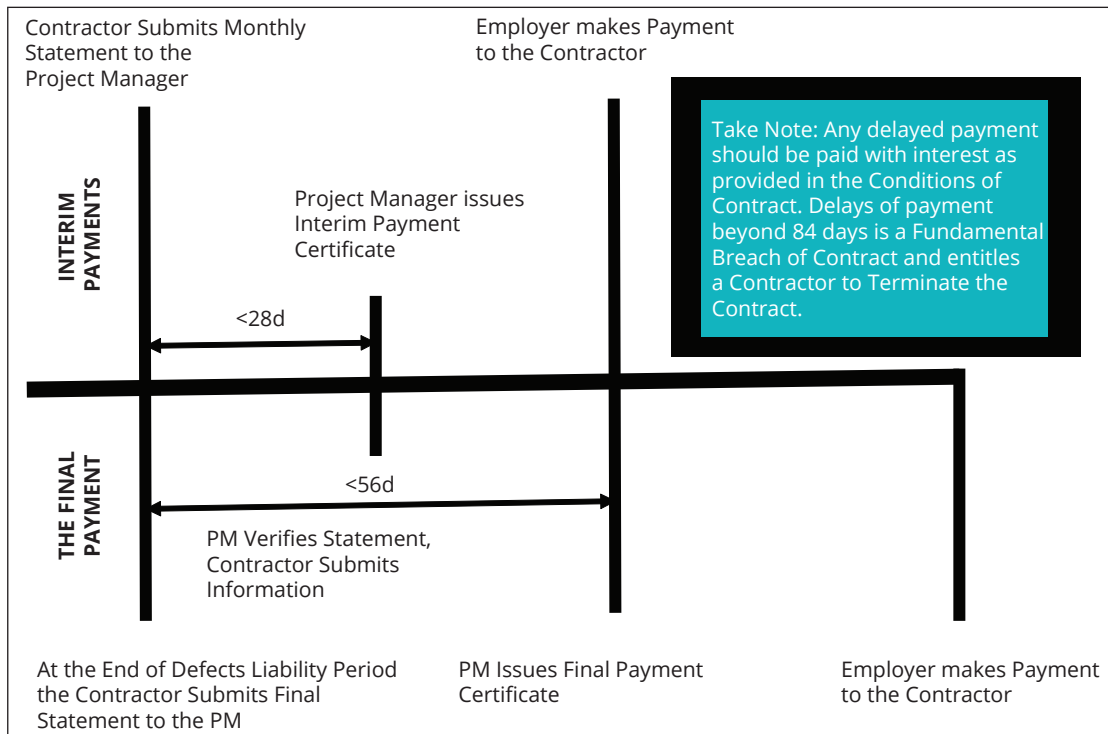 Contractor Submits Monthly
Statement to the
Project Manager
Employer makes Payment
to the Contractor
Take Note: Any delayed payment
should be paid with interest as
provided in the Conditions of
Contract. Delays of payment
beyond 84 days is a Fundamental
Breach of Contract and entitles
a Contractor to Terminate the
Contract.
INTERIM
PAYMENTS
Project Manager issues
Interim Payment
Certificate
<28d
THE FINAL
PAYMENT
<56d
PM Verifies Statement,
Contractor Submits
Information
At the End of Defects Liability Period
the Contractor Submits Final
Statement to the PM
PM Issues Final Payment
Certificate
Employer makes Payment
to the Contractor